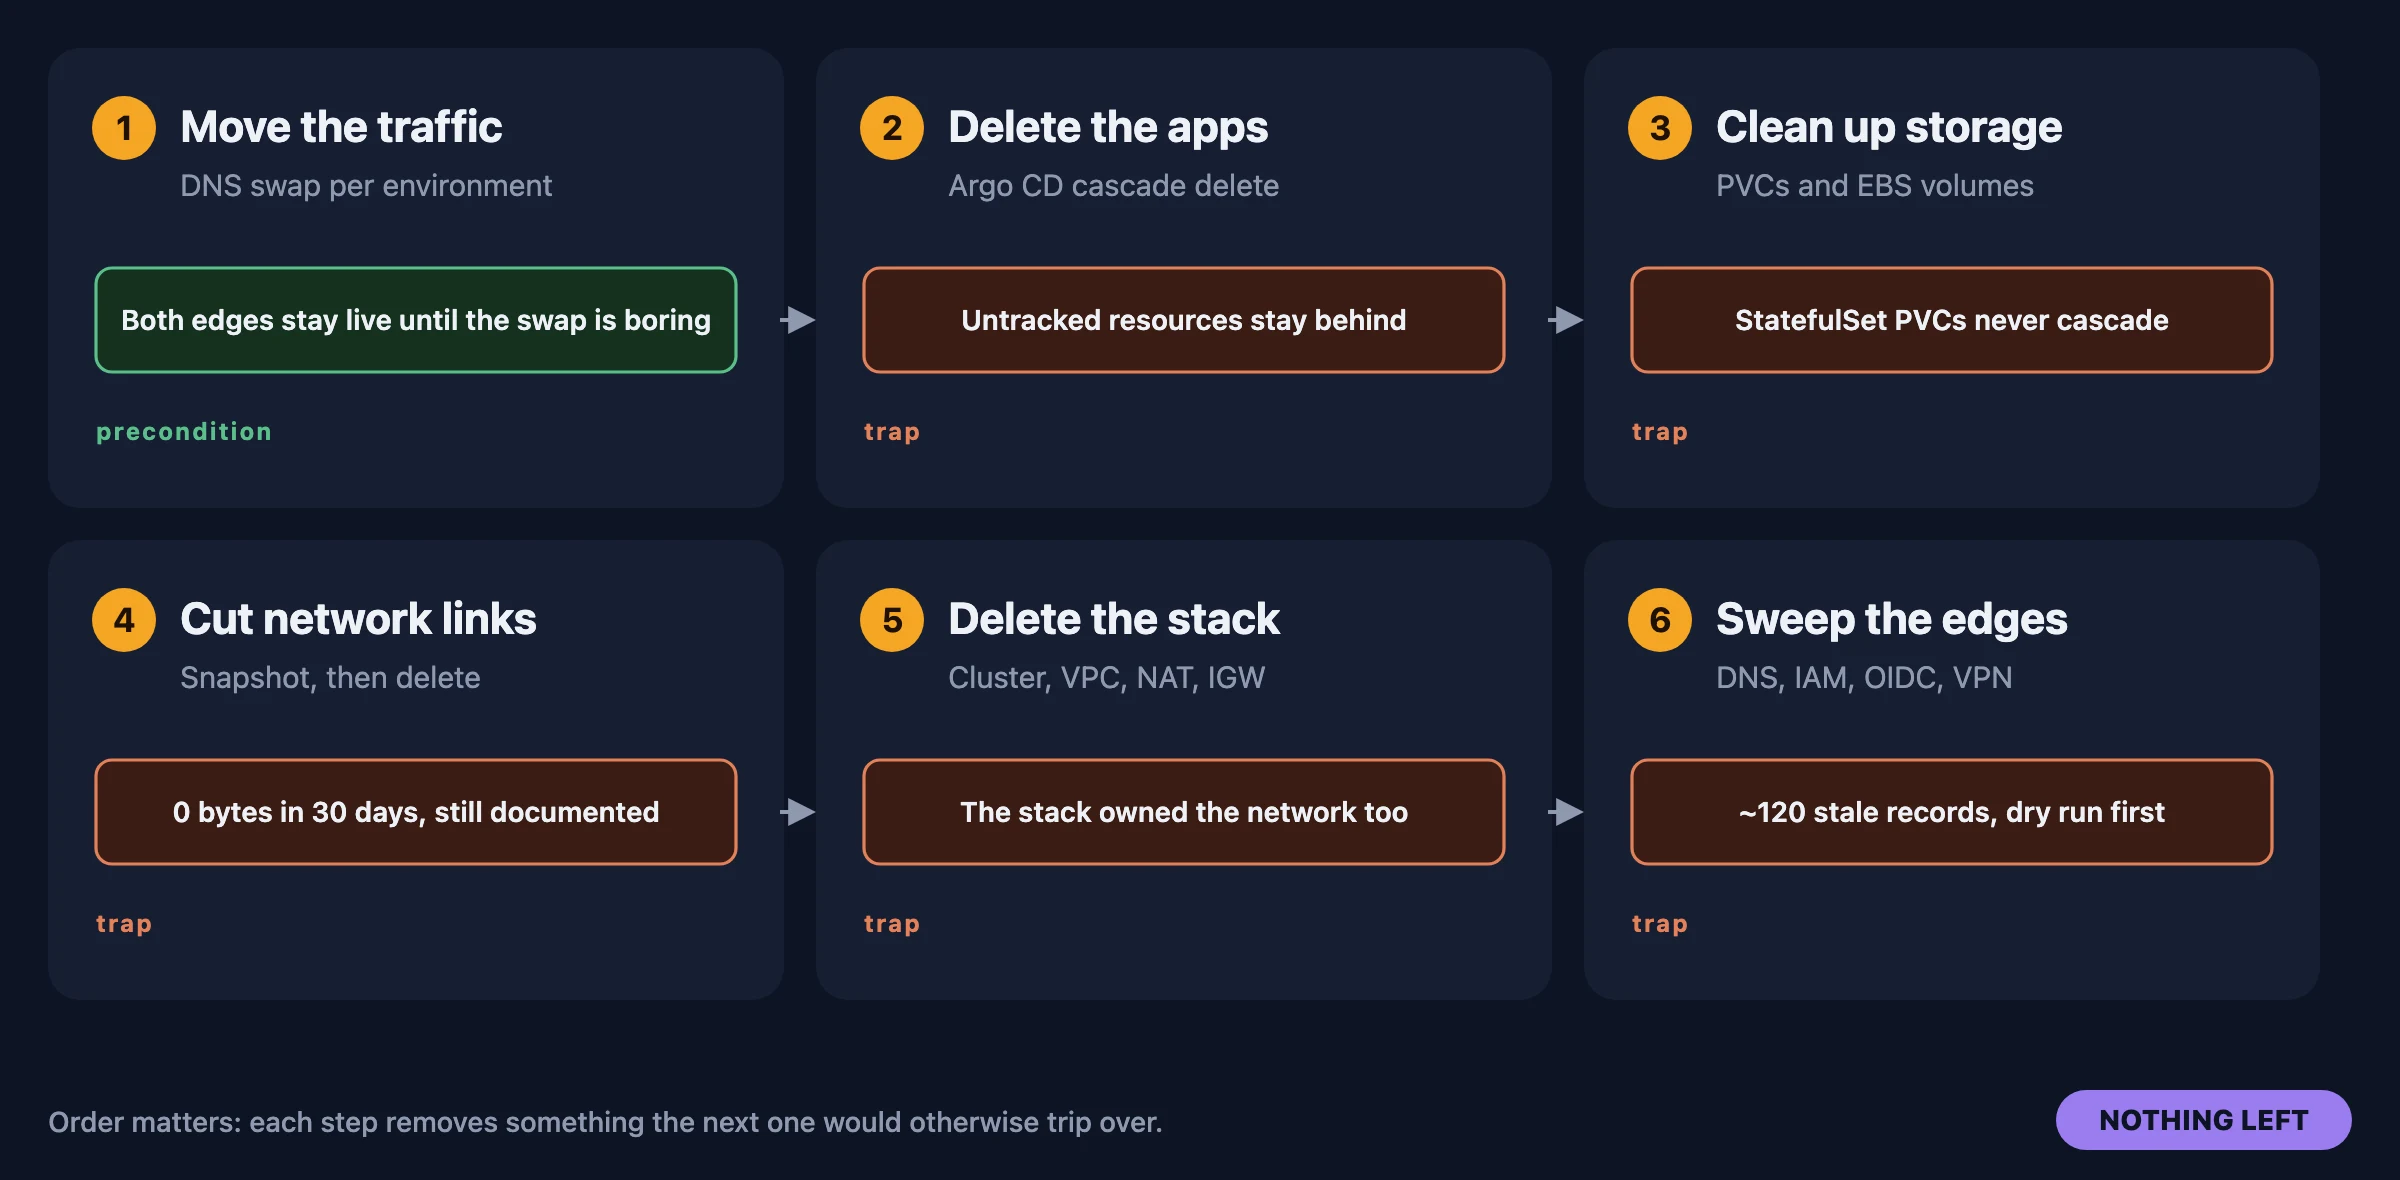 1 Move the traffic
DNS swap per environment
Both edges stay live until the swap is boring
precondition
2 Delete the apps
Argo CD cascade delete
Untracked resources stay behind
trap
3 Clean up storage
PVCs and EBS volumes
StatefulSet PVCs never cascade
trap
4 Cut network links
Snapshot, then delete
0 bytes in 30 days, still documented
trap
5 Delete the stack
Cluster, VPC, NAT, IGW
The stack owned the network too
trap
6 Sweep the edges
DNS, IAM, OIDC, VPN
~120 stale records, dry run first
trap
Order matters: each step removes something the next one would otherwise trip over.
NOTHING LEFT